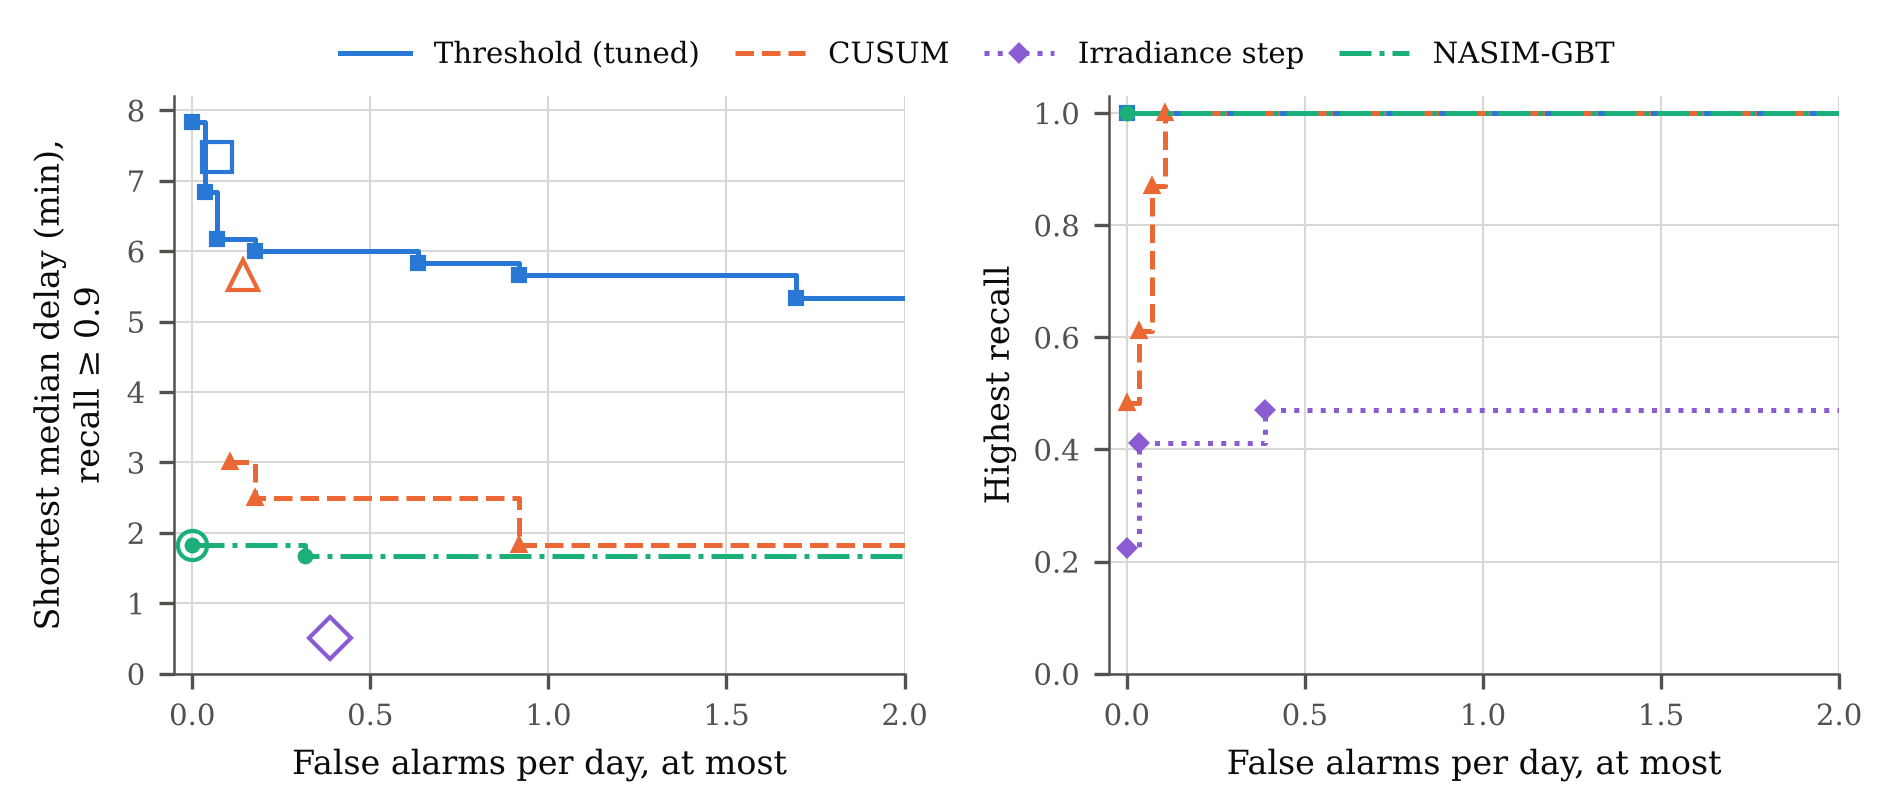 Threshold (tuned) CUSUM Irradiance step NASIM-GBT
Shortest median delay (min),
recall ≥ 0.9
8
7
6
5
4
3
2
1
0
0.0 0.5 1.0 1.5 2.0
False alarms per day, at most
Highest recall
1.0
0.8
0.6
0.4
0.2
0.0
0.0 0.5 1.0 1.5 2.0
False alarms per day, at most